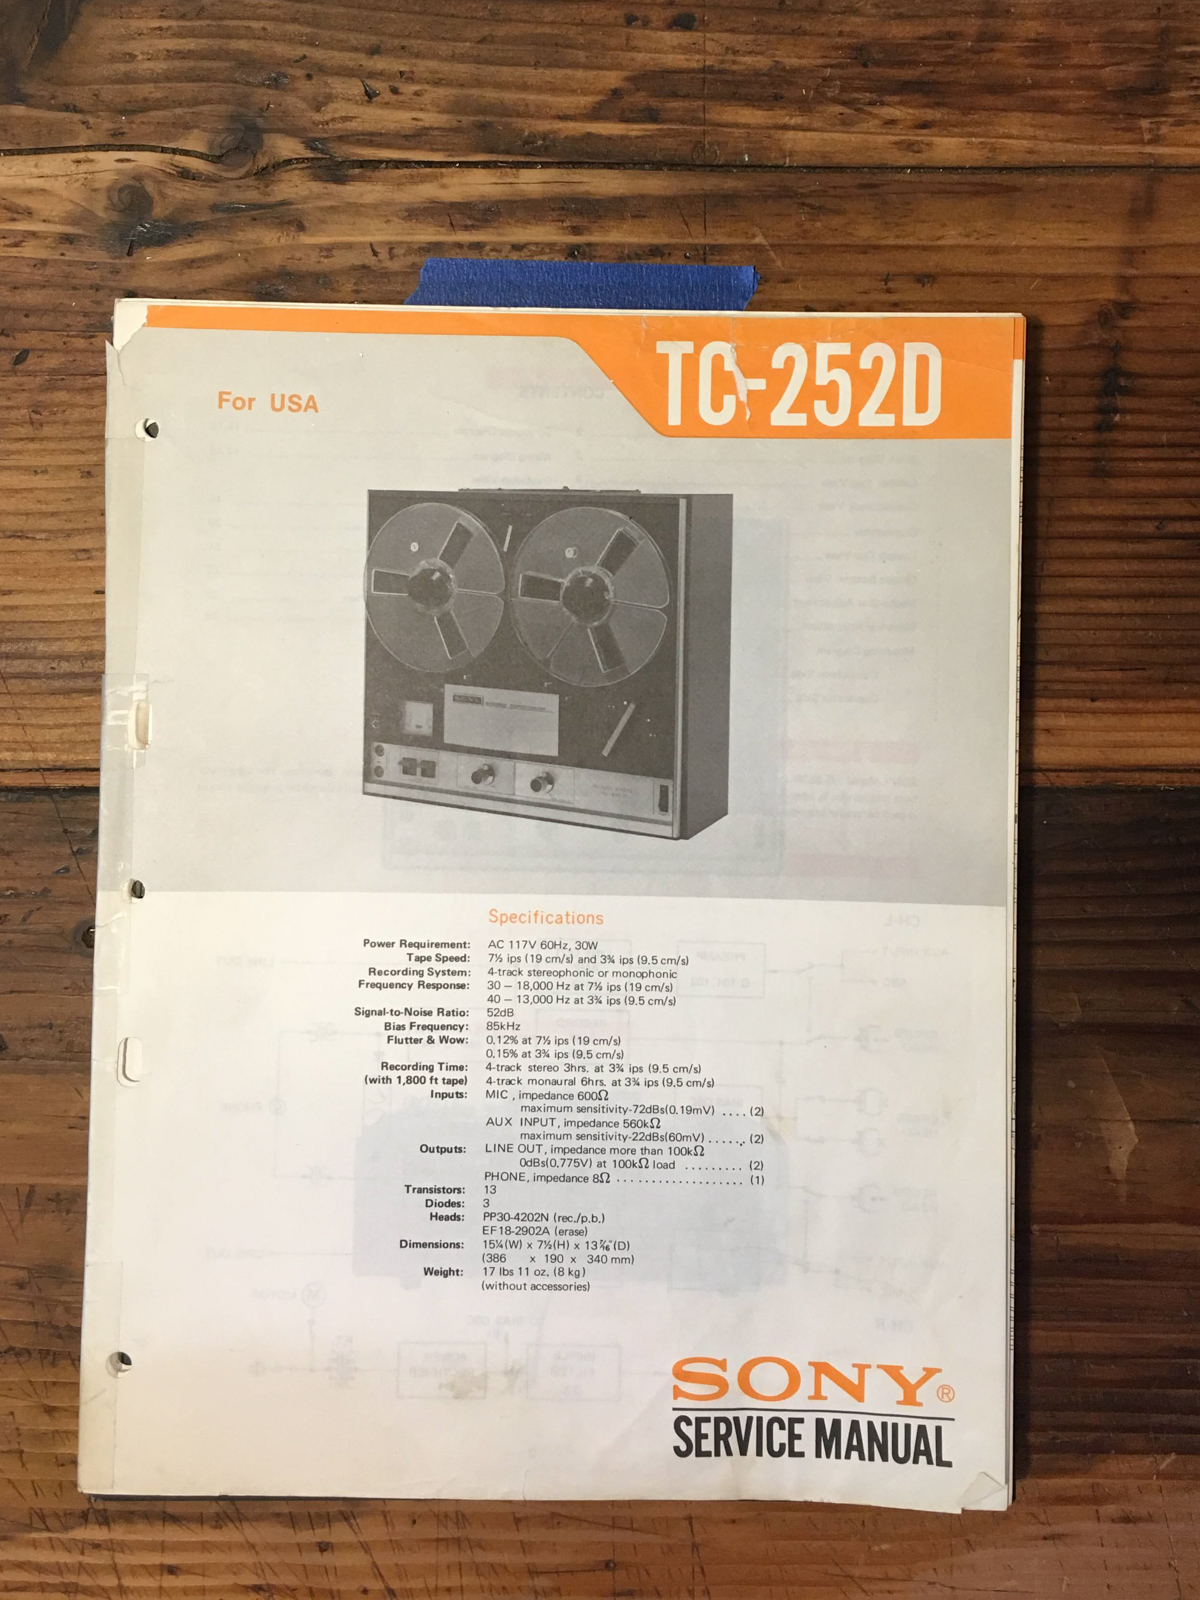 TC-252D
For USA
SONY
Specifications
Power Requirement: AC 117V 60Hz, 30W
Tape Speed: 7½ ips (19 cm/s) and 3¾ ips (9.5 cm/s)
Recording System: 4-track stereophonic or monophonic
Frequency Response: 30 – 18,000 Hz at 7½ ips (19 cm/s)
40 – 13,000 Hz at 3¾ ips (9.5 cm/s)
Signal-to-Noise Ratio: 52dB
Bias Frequency: 85kHz
Flutter & Wow: 0.12% at 7½ ips (19 cm/s)
0.15% at 3¾ ips (9.5 cm/s)
Recording Time: 4-track stereo 3hrs. at 3¾ ips (9.5 cm/s)
(with 1,800 ft tape) 4-track monaural 6hrs. at 3¾ ips (9.5 cm/s)
Inputs: MIC , impedance 600Ω
maximum sensitivity-72dBs(0.19mV) .... (2)
AUX INPUT, impedance 560kΩ
maximum sensitivity-22dBs(60mV) ...... (2)
Outputs: LINE OUT, impedance more than 100kΩ
0dBs(0.775V) at 100kΩ load ......... (2)
PHONE, impedance 8Ω ................... (1)
Transistors: 13
Diodes: 3
Heads: PP30-4202N (rec./p.b.)
EF18-2902A (erase)
Dimensions: 15¼(W) x 7½(H) x 13⁷⁄₁₆"(D)
(386 x 190 x 340 mm)
Weight: 17 lbs 11 oz. (8 kg)
(without accessories)
SONY®
SERVICE MANUAL